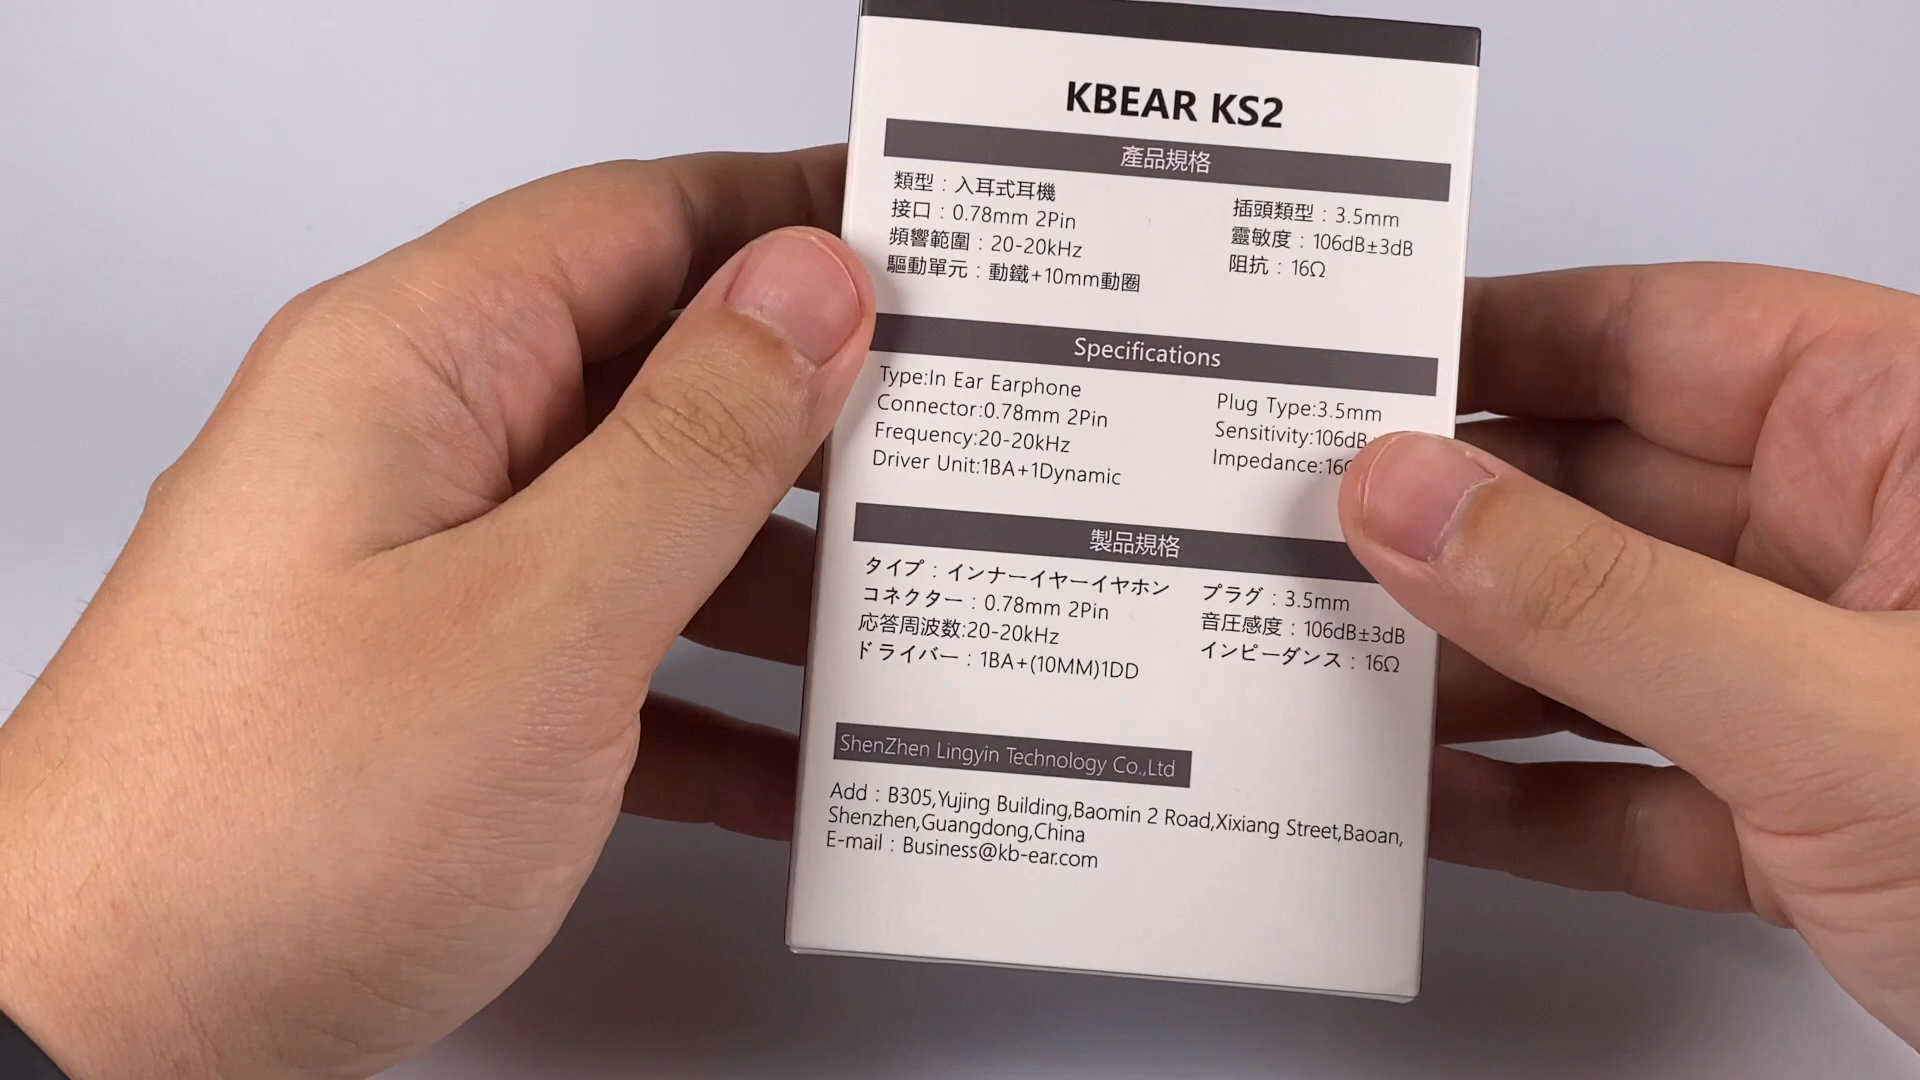 KBEAR KS2
產品規格
類型：入耳式耳機
接口：0.78mm 2Pin
頻響範圍：20-20kHz
驅動單元：動鐵+10mm動圈
插頭類型：3.5mm
靈敏度：106dB±3dB
阻抗：16Ω
Specifications
Type:In Ear Earphone
Connector:0.78mm 2Pin
Frequency:20-20kHz
Driver Unit:1BA+1Dynamic
Plug Type:3.5mm
Sensitivity:106dB
Impedance:16
製品規格
タイプ：インナーイヤーイヤホン
コネクター：0.78mm 2Pin
応答周波数:20-20kHz
ドライバー：1BA+(10MM)1DD
プラグ：3.5mm
音圧感度：106dB±3dB
インピーダンス：16Ω
ShenZhen Lingyin Technology Co.,Ltd
Add：B305,Yujing Building,Baomin 2 Road,Xixiang Street,Baoan,
Shenzhen,Guangdong,China
E-mail：Business@kb-ear.com